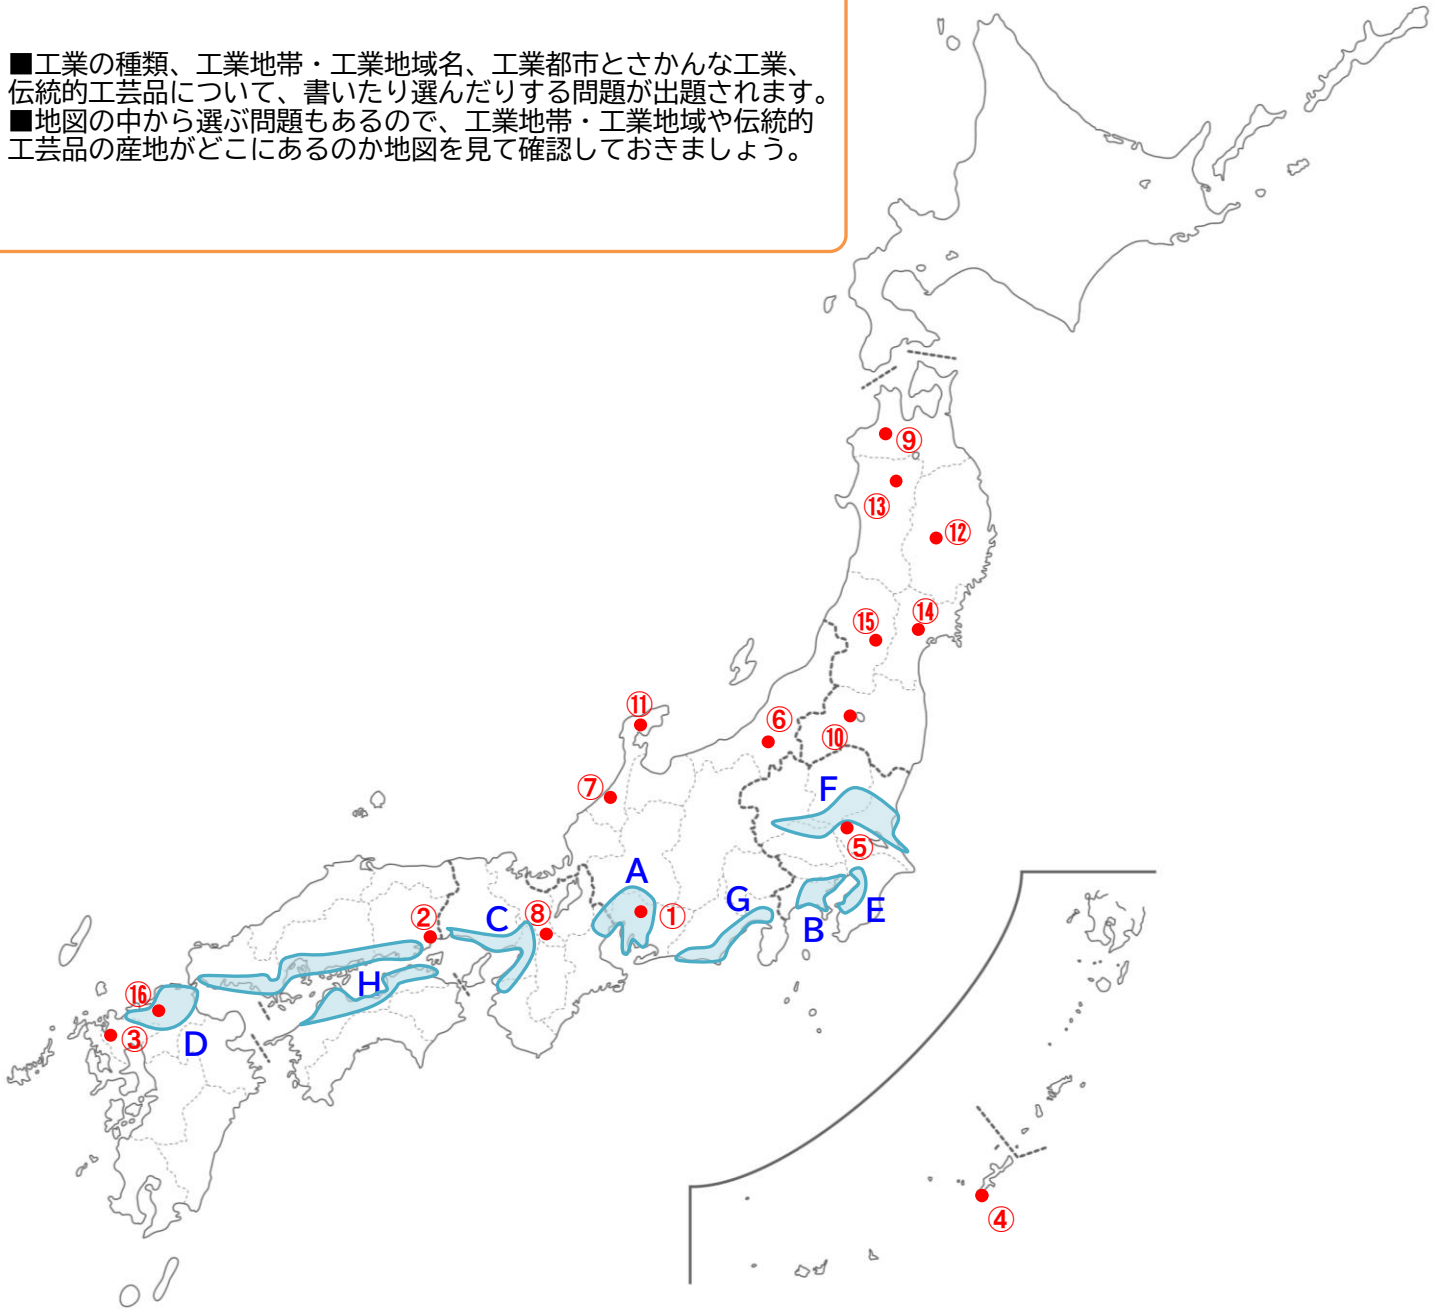 ■工業の種類、工業地帯・工業地域名、工業都市とさかんな工業、
伝統的工芸品について、書いたり選んだりする問題が出題されます。
■地図の中から選ぶ問題もあるので、工業地帯・工業地域や伝統的
工芸品の産地がどこにあるのか地図を見て確認しておきましょう。
⑨
⑬
⑫
⑮
⑭
⑪
⑥
⑩
⑦
F
⑤
A
G
②
C
⑧
①
B
E
H
⑯
③
D
④